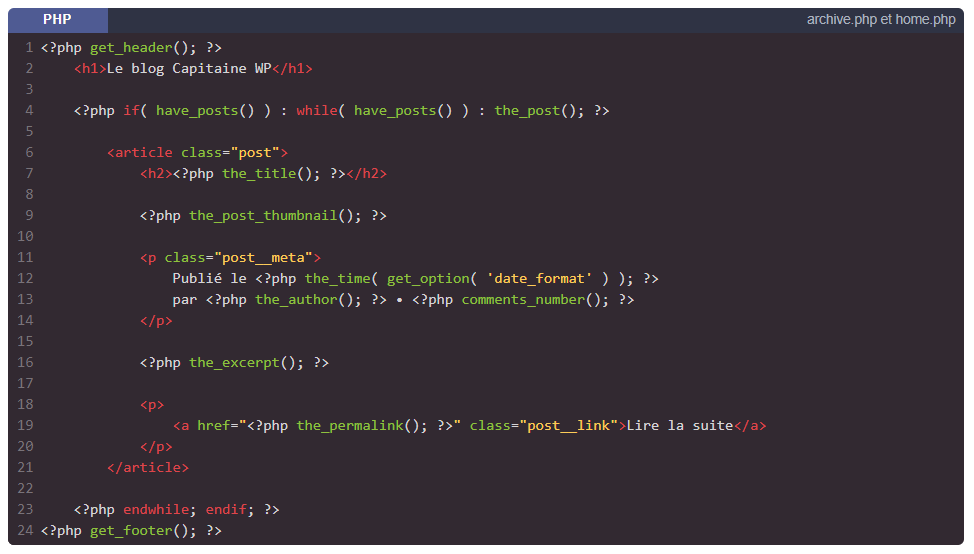 PHP archive.php et home.php
1 <?php get_header(); ?>
2     <h1>Le blog Capitaine WP</h1>
3
4     <?php if( have_posts() ) : while( have_posts() ) : the_post(); ?>
5
6         <article class="post">
7             <h2><?php the_title(); ?></h2>
8
9             <?php the_post_thumbnail(); ?>
10
11             <p class="post__meta">
12                 Publié le <?php the_time( get_option( 'date_format' ) ); ?>
13                 par <?php the_author(); ?> • <?php comments_number(); ?>
14             </p>
15
16             <?php the_excerpt(); ?>
17
18             <p>
19                 <a href="<?php the_permalink(); ?>" class="post__link">Lire la suite</a>
20             </p>
21         </article>
22
23     <?php endwhile; endif; ?>
24 <?php get_footer(); ?>